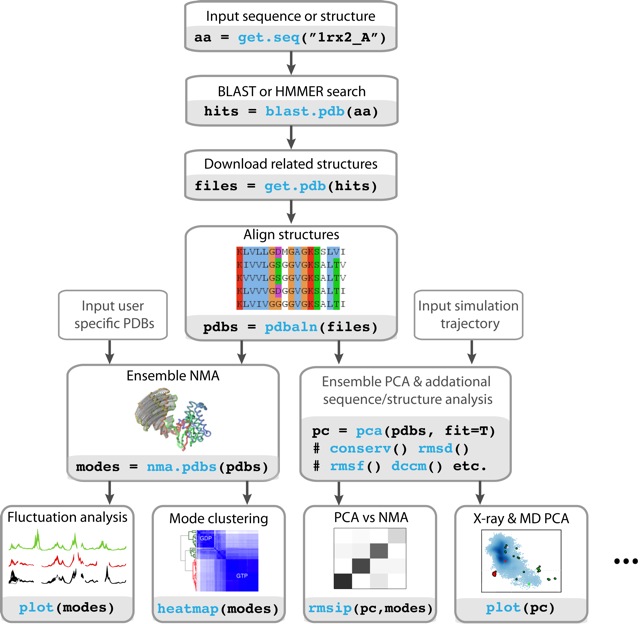 Input sequence or structure
aa = get.seq("1rx2_A")
BLAST or HMMER search
hits = blast.pdb(aa)
Download related structures
files = get.pdb(hits)
Align structures
KLVLLGDMGAGKSSLVI
KIVVLGSGGVGKSALTV
KLVVLGSGGVGKSALTV
KLVVVGDGGVGKSALTI
KLVIVGGGGVGKSALTI
pdbs = pdbaln(files)
Input user
specific PDBs
Input simulation
trajectory
Ensemble NMA
modes = nma.pdbs(pdbs)
Ensemble PCA & addational
sequence/structure analysis
pc = pca(pdbs, fit=T)
# conserv() rmsd()
# rmsf() dccm() etc.
Fluctuation analysis
plot(modes)
Mode clustering
GDP
GTP
heatmap(modes)
PCA vs NMA
rmsip(pc,modes)
X-ray & MD PCA
plot(pc)
...